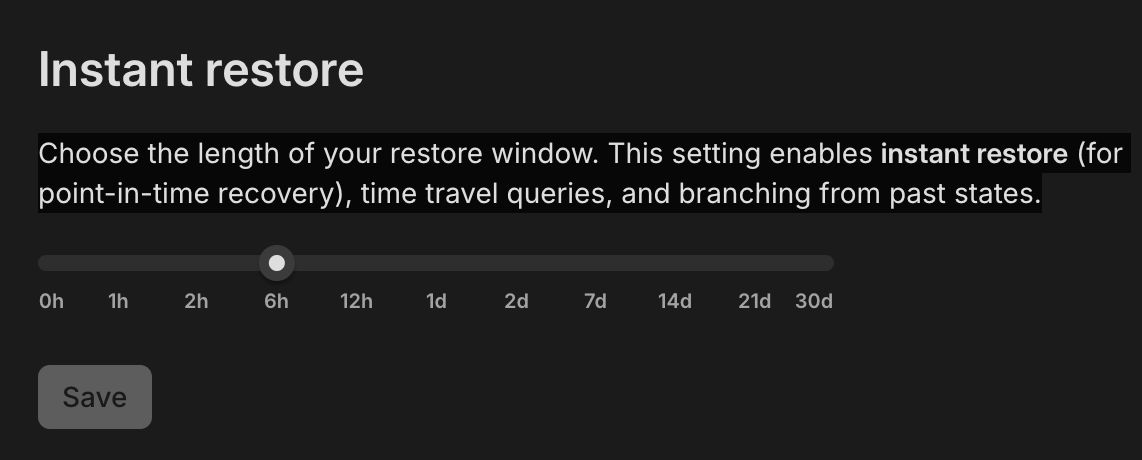 Instant restore
Choose the length of your restore window. This setting enables instant restore (for
point-in-time recovery), time travel queries, and branching from past states.
0h 1h 2h 6h 12h 1d 2d 7d 14d 21d 30d
Save